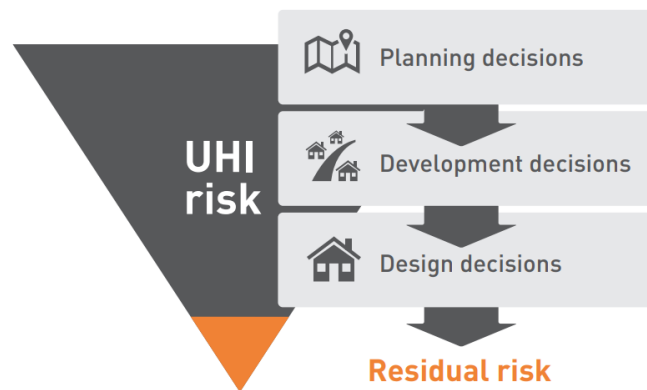 Planning decisions
UHI
risk
Development decisions
Design decisions
Residual risk